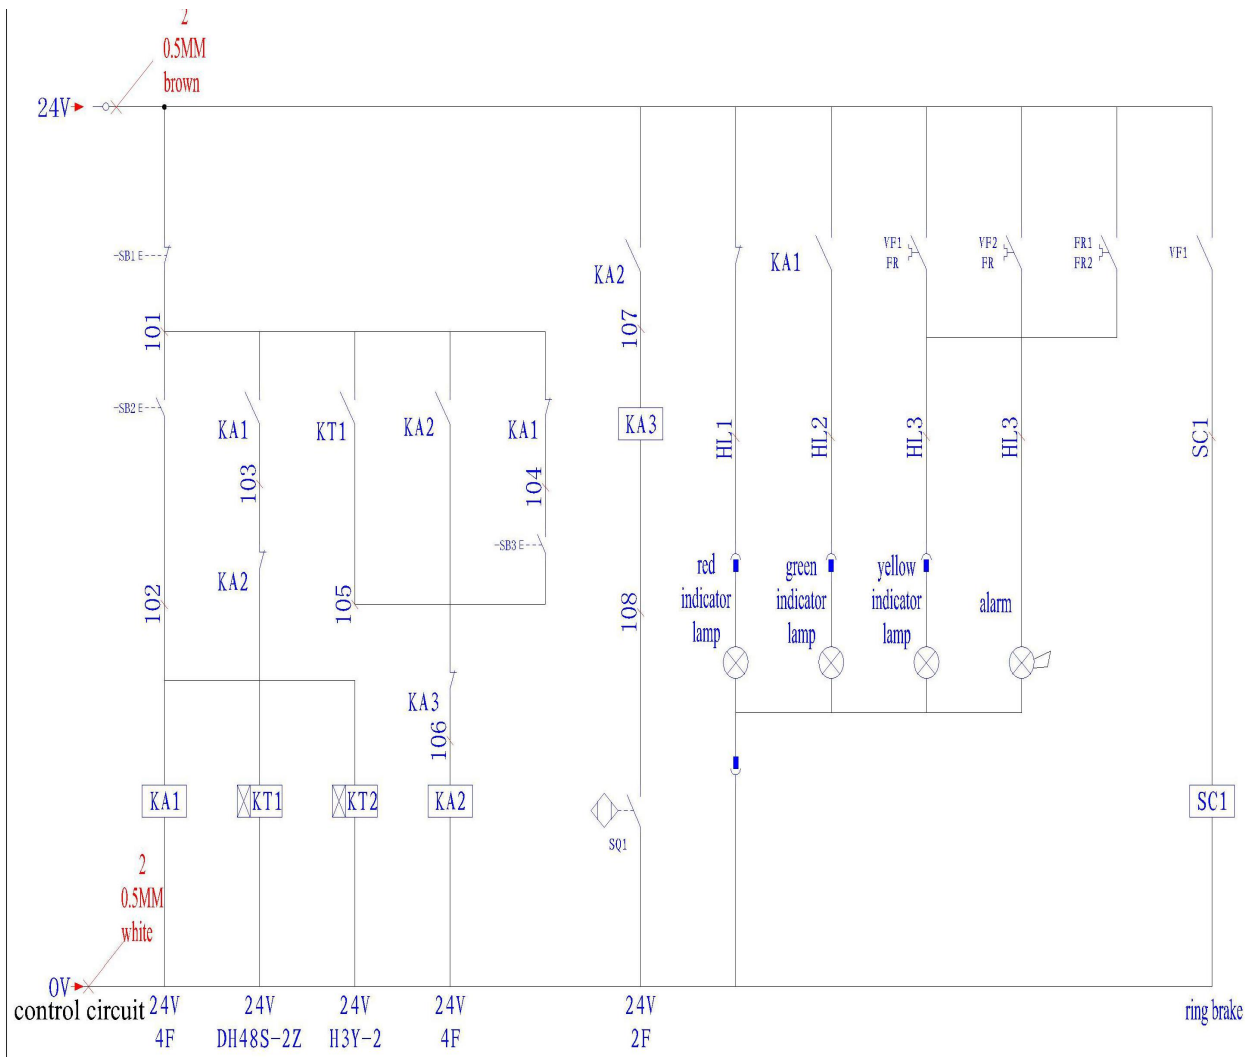 2
0.5MM
brown
24V
-SB1 E
KA2
KA1
VF1
FR
VF2
FR
FR1
FR2
VF1
101
107
-SB2 E
KA1
KT1
KA2
KA1
KA3
HL1
HL2
HL3
HL3
SC1
103
104
-SB3 E
KA2
102
105
108
red
indicator
lamp
green
indicator
lamp
yellow
indicator
lamp
alarm
KA3
106
KA1
KT1
KT2
KA2
SQ1
SC1
2
0.5MM
white
0V
control circuit
24V
4F
24V
DH48S-2Z
24V
H3Y-2
24V
4F
24V
2F
ring brake